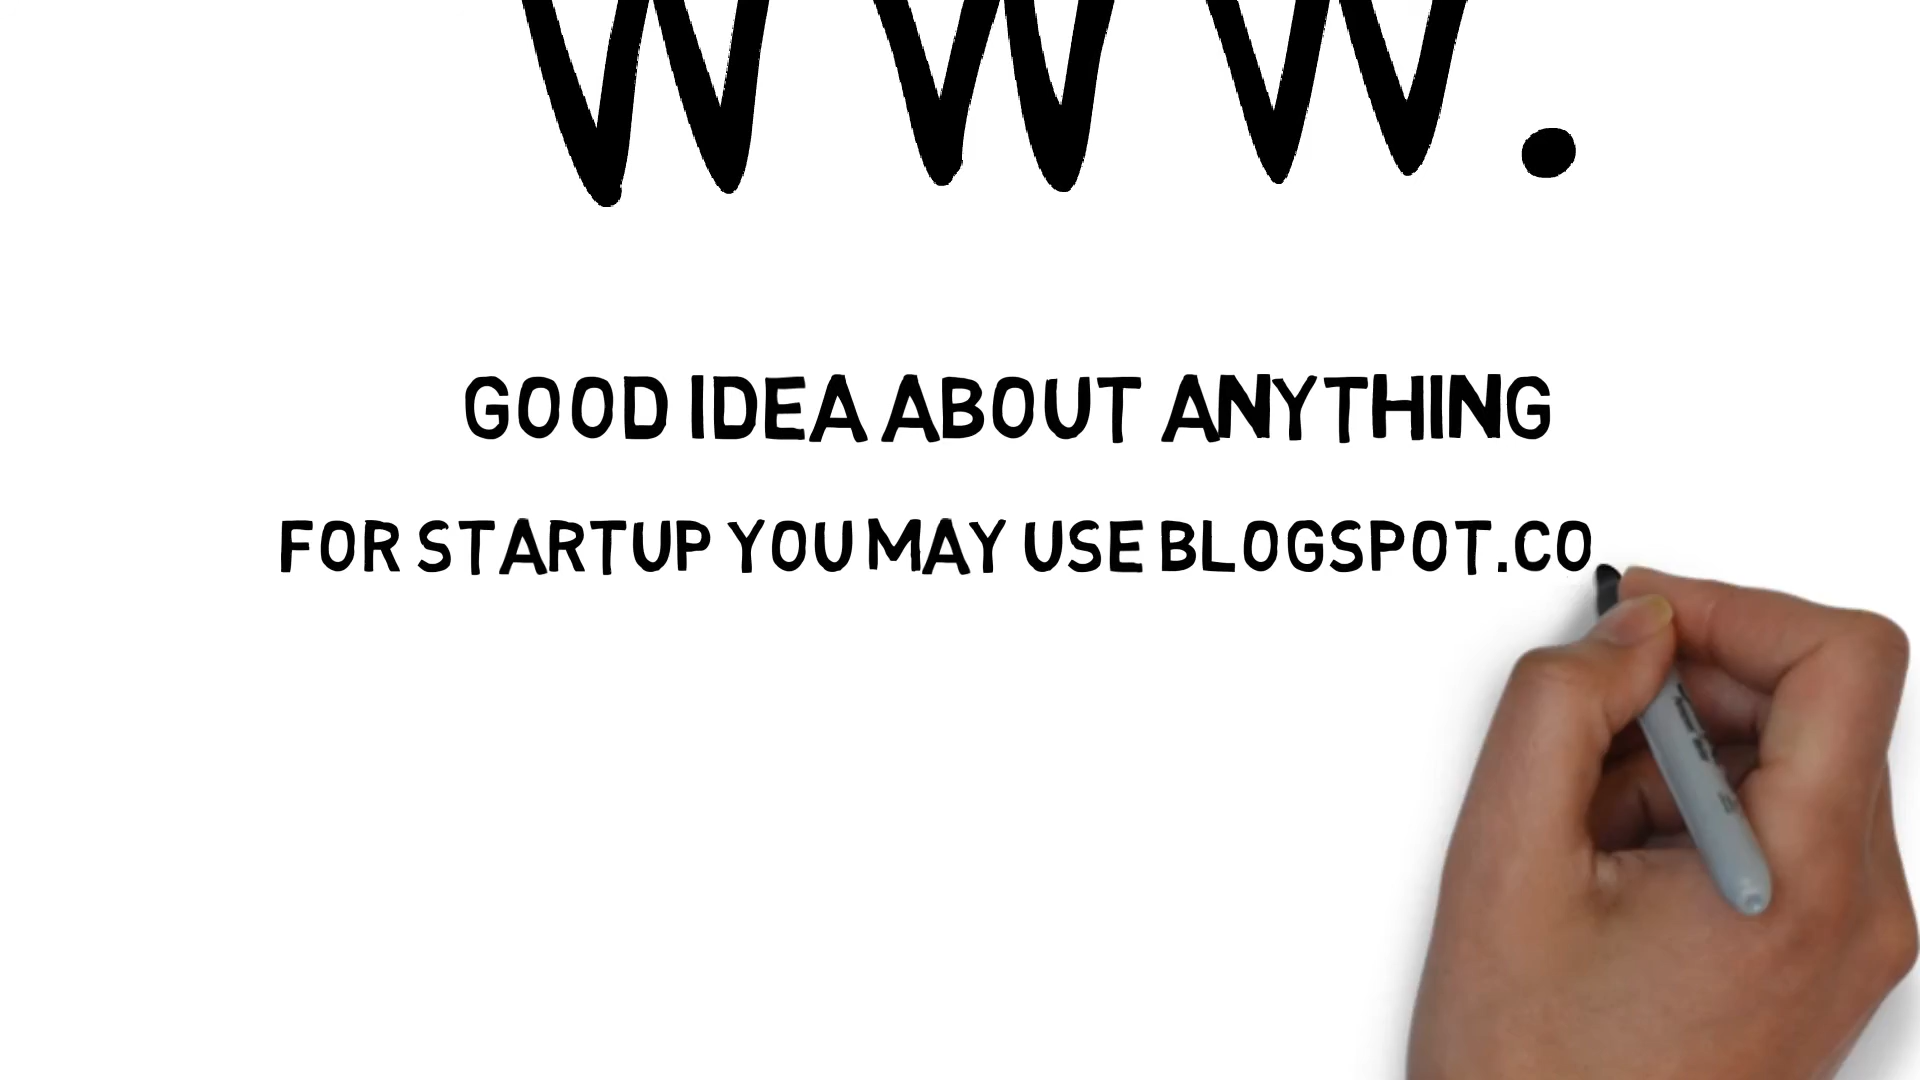 WWW.
GOOD IDEA ABOUT ANYTHING
FOR STARTUP YOU MAY USE BLOGSPOT.CO